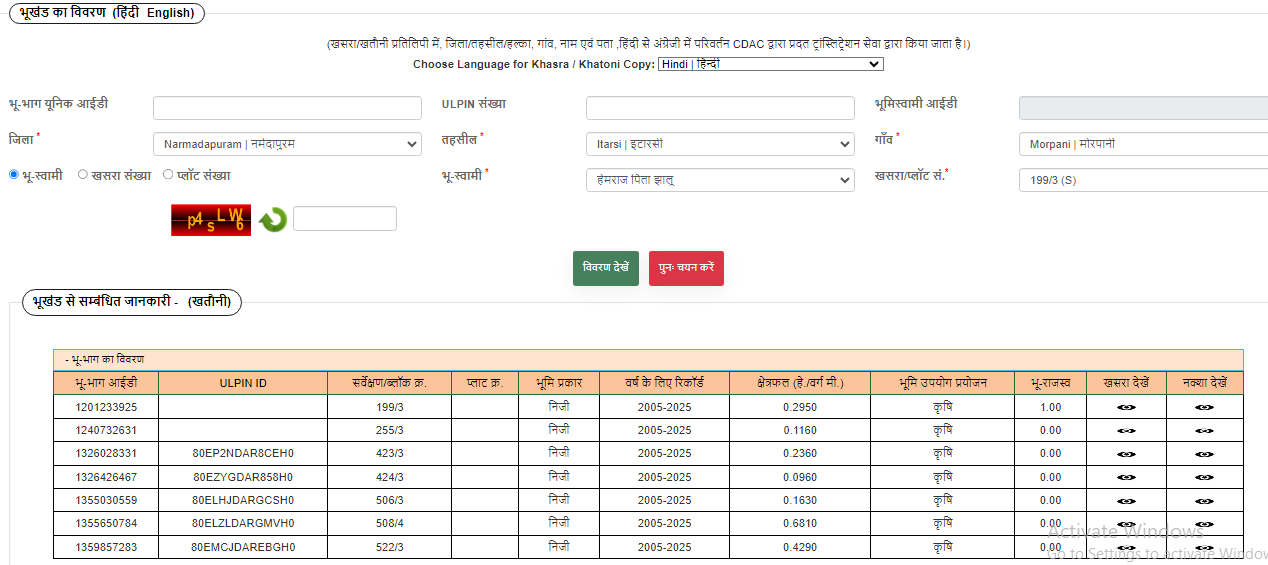 भूखंड का विवरण (हिंदी English)
(खसरा/खतौनी प्रतिलिपी में, जिला/तहसील/हल्का, गांव, नाम एवं पता ,हिंदी से अंग्रेजी में परिवर्तन CDAC द्वारा प्रदत ट्रांस्लिट्रेशन सेवा द्वारा किया जाता है।)
Choose Language for Khasra / Khatoni Copy: Hindi | हिन्दी
भू-भाग यूनिक आईडी ULPIN संख्या भूमिस्वामी आईडी
जिला * Narmadapuram | नर्मदापुरम तहसील * Itarsi | इटारसी गाँव * Morpani | मोरपानी
भू-स्वामी खसरा संख्या प्लॉट संख्या भू-स्वामी * हेमराज पिता झालू खसरा/प्लॉट सं.* 199/3 (S)
p4sLW6
विवरण देखें पुनः चयन करें
भूखंड से सम्बंधित जानकारी - (खतौनी)
- भू-भाग का विवरण
भू-भाग आईडी ULPIN ID सर्वेक्षण/ब्लॉक क्र. प्लाट क्र. भूमि प्रकार वर्ष के लिए रिकॉर्ड क्षेत्रफल (हे./वर्ग मी.) भूमि उपयोग प्रयोजन भू-राजस्व खसरा देखें नक्शा देखें
1201233925 199/3 निजी 2005-2025 0.2950 कृषि 1.00
1240732631 255/3 निजी 2005-2025 0.1160 कृषि 0.00
1326028331 80EP2NDAR8CEH0 423/3 निजी 2005-2025 0.2360 कृषि 0.00
1326426467 80EZYGDAR858H0 424/3 निजी 2005-2025 0.0960 कृषि 0.00
1355030559 80ELHJDARGCSH0 506/3 निजी 2005-2025 0.1630 कृषि 0.00
1355650784 80ELZLDARGMVH0 508/4 निजी 2005-2025 0.6810 कृषि 0.00
1359857283 80EMCJDAREBGH0 522/3 निजी 2005-2025 0.4290 कृषि 0.00
Activate Windows
Go to Settings to activate Windov